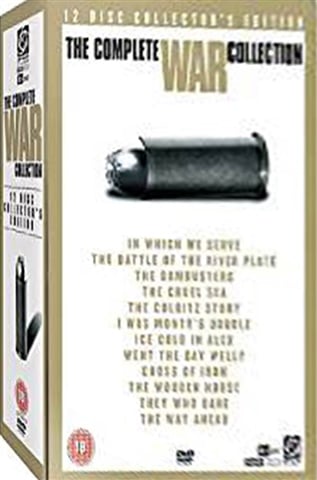 12 DISC COLLECTOR'S EDITION
THE COMPLETE
WAR
COLLECTION
IN WHICH WE SERVE
THE BATTLE OF THE RIVER PLATE
THE DAMBUSTERS
THE CRUEL SEA
THE COLDITZ STORY
I WAS MONTY'S DOUBLE
ICE COLD IN ALEX
WENT THE DAY WELL?
CROSS OF IRON
THE WOODEN HORSE
THEY WHO DARE
THE WAY AHEAD
18
DVD
THE COMPLETE
WAR
COLLECTION
12 DISC
COLLECTOR'S
EDITION
18